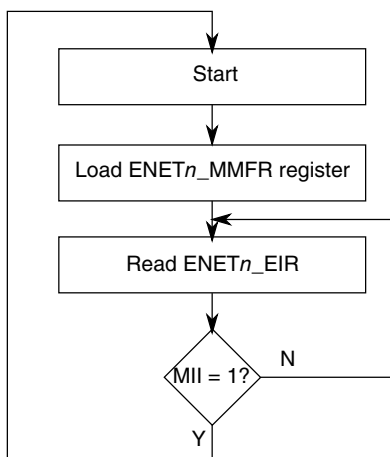 Start
Load ENETn_MMFR register
Read ENETn_EIR
MII = 1?
N
Y